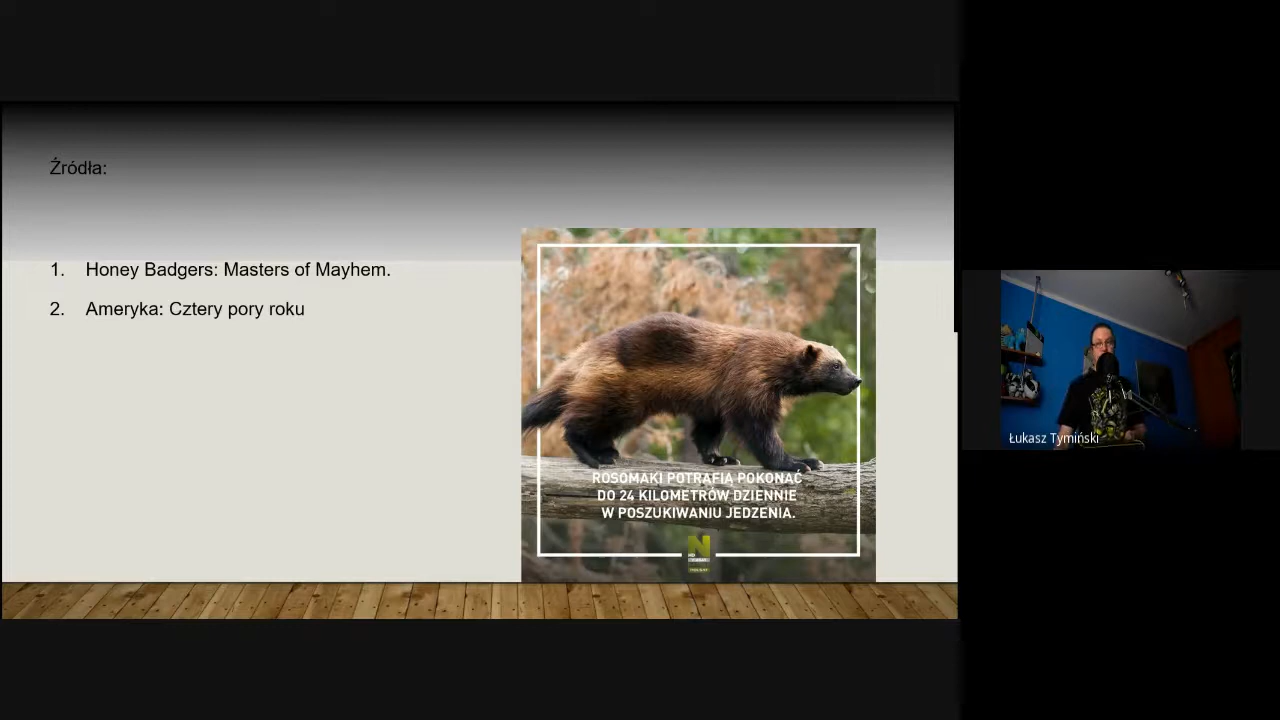 Źródła:
1. Honey Badgers: Masters of Mayhem.
2. Ameryka: Cztery pory roku
ROSOMAKI POTRAFIĄ POKONAĆ
DO 24 KILOMETRÓW DZIENNIE
W POSZUKIWANIU JEDZENIA.
N
Łukasz Tymiński